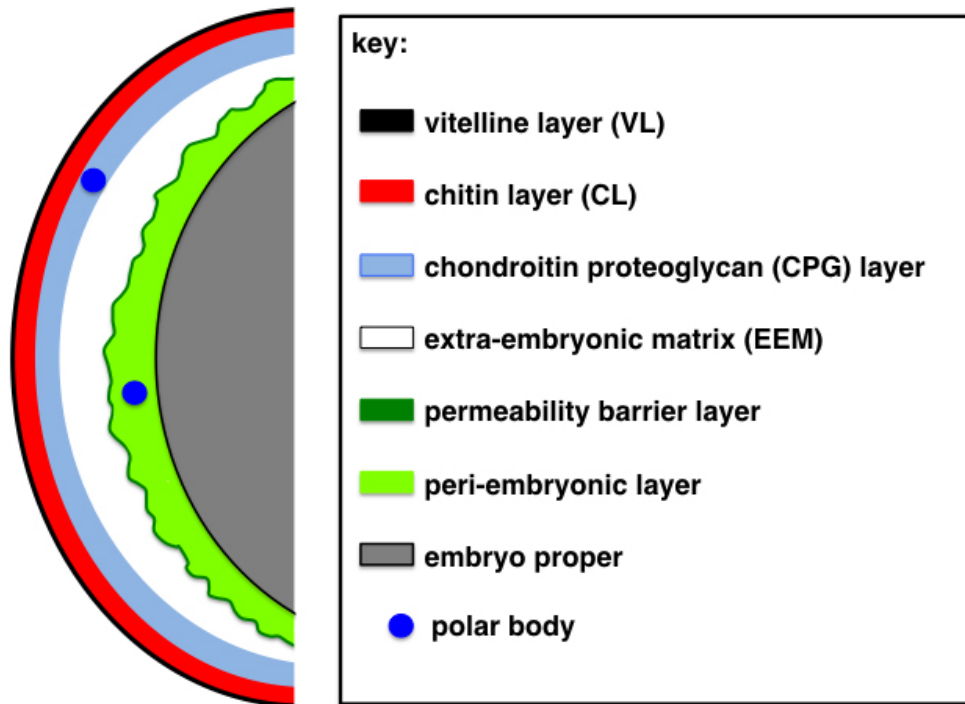 key:
vitelline layer (VL)
chitin layer (CL)
chondroitin proteoglycan (CPG) layer
extra-embryonic matrix (EEM)
permeability barrier layer
peri-embryonic layer
embryo proper
polar body